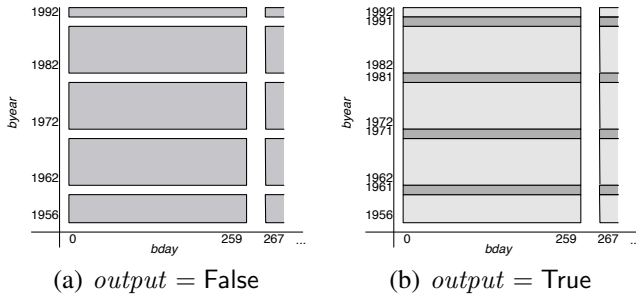 1992
1982
1972
1962
1956
byear
0 259 267 ...
bday
(a) output = False
1992
1991
1982
1981
1972
1971
1962
1961
1956
byear
0 259 267 ...
bday
(b) output = True